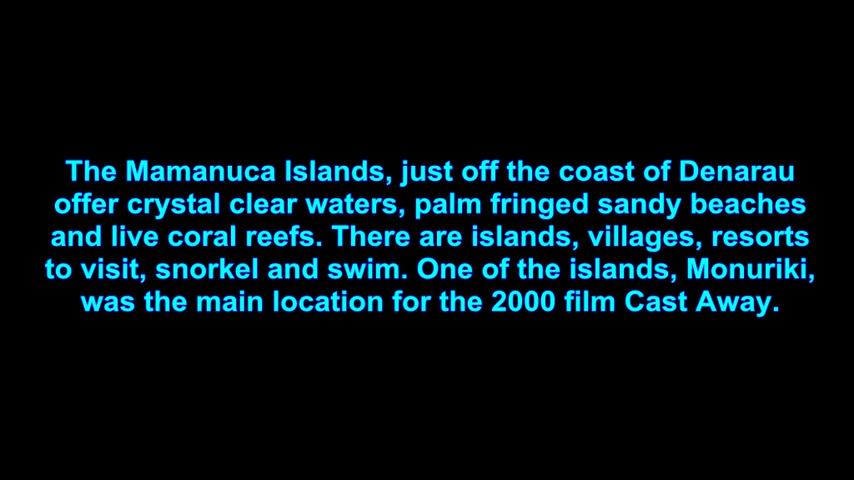 The Mamanuca Islands, just off the coast of Denarau
offer crystal clear waters, palm fringed sandy beaches
and live coral reefs. There are islands, villages, resorts
to visit, snorkel and swim. One of the islands, Monuriki,
was the main location for the 2000 film Cast Away.